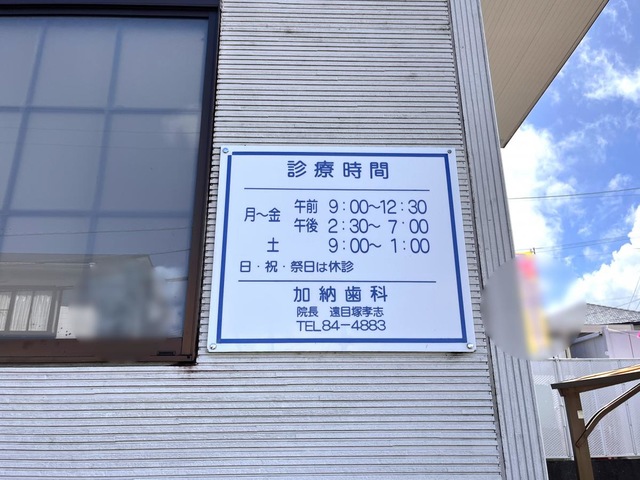 診療時間
月〜金 午前 9:00〜12:30
午後 2:30〜7:00
土 9:00〜1:00
日・祝・祭日は休診
加納歯科
院長 遠目塚孝志
TEL84-4883